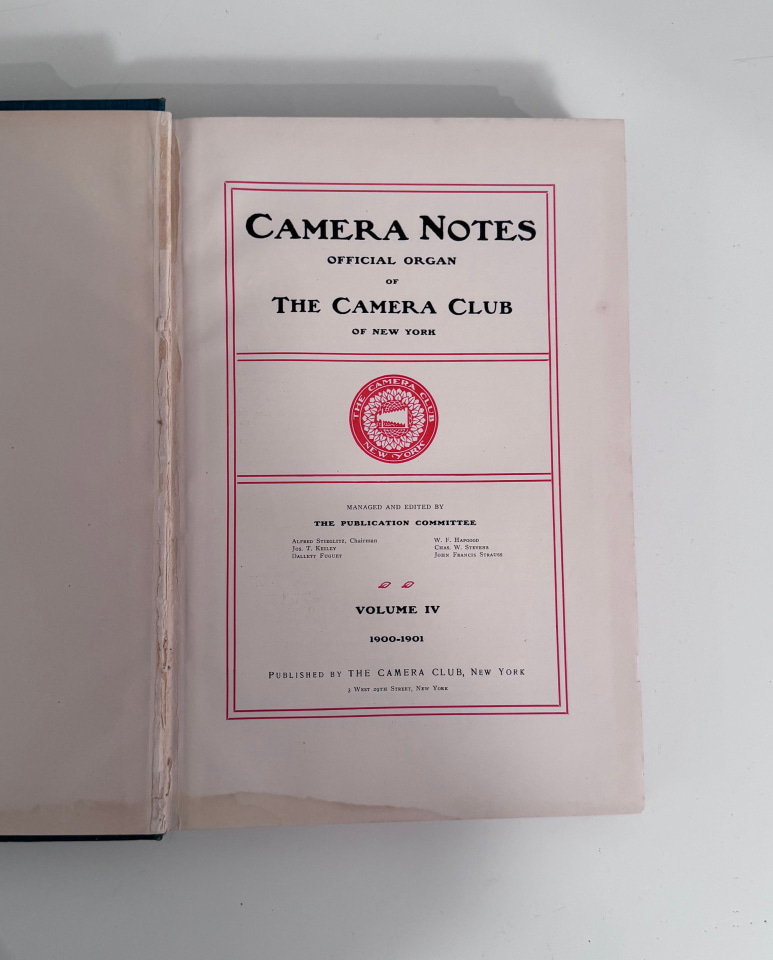 CAMERA NOTES
OFFICIAL ORGAN
OF
THE CAMERA CLUB
OF NEW YORK
THE CAMERA CLUB
NEW YORK
MANAGED AND EDITED BY
THE PUBLICATION COMMITTEE
ALFRED STIEGLITZ, Chairman
JOS. T. KEILEY
DALLETT FUGUET
W. F. HAPGOOD
CHAS. W. STEVENS
JOHN FRANCIS STRAUSS
VOLUME IV
1900-1901
PUBLISHED BY THE CAMERA CLUB, NEW YORK
3 WEST 29TH STREET, NEW YORK